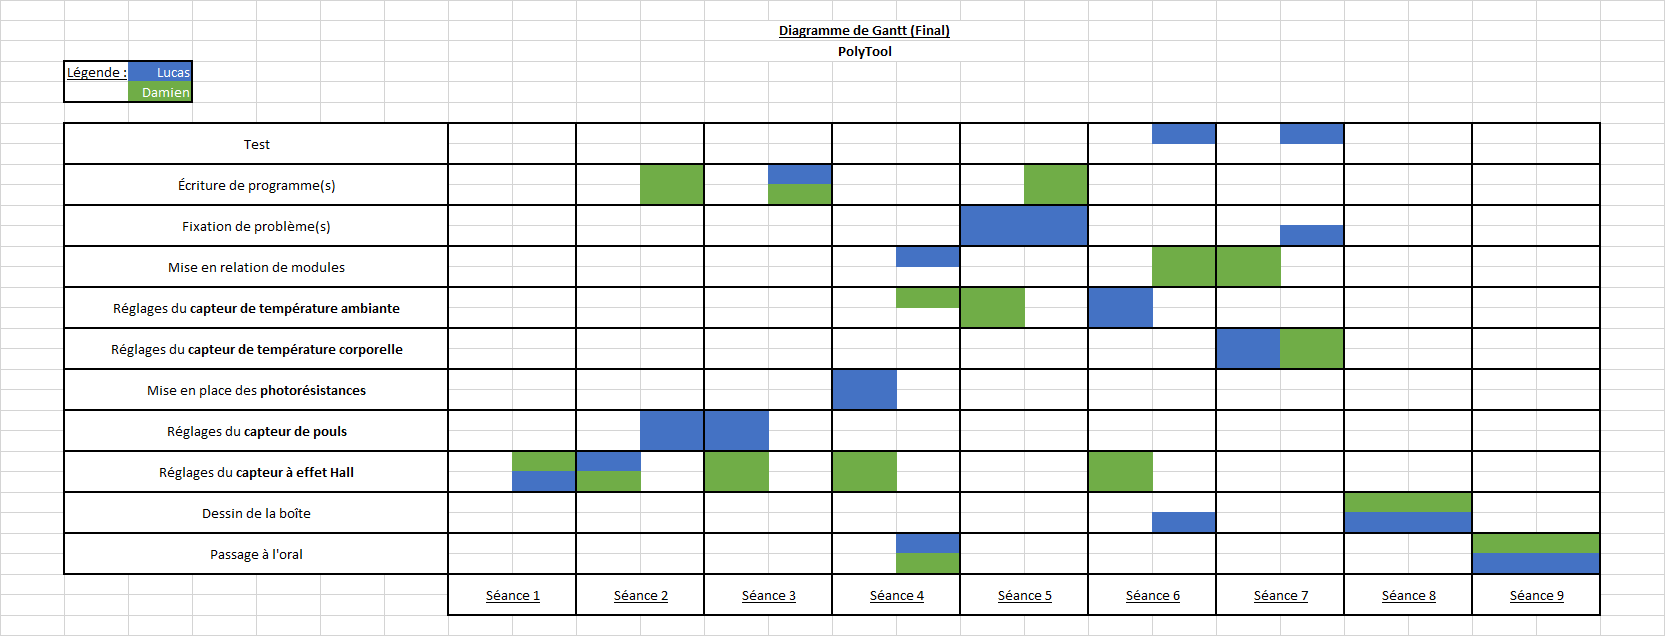 Diagramme de Gantt (Final)
PolyTool
Légende : Lucas
Damien
Test
Écriture de programme(s)
Fixation de problème(s)
Mise en relation de modules
Réglages du capteur de température ambiante
Réglages du capteur de température corporelle
Mise en place des photorésistances
Réglages du capteur de pouls
Réglages du capteur à effet Hall
Dessin de la boîte
Passage à l'oral
Séance 1 Séance 2 Séance 3 Séance 4 Séance 5 Séance 6 Séance 7 Séance 8 Séance 9